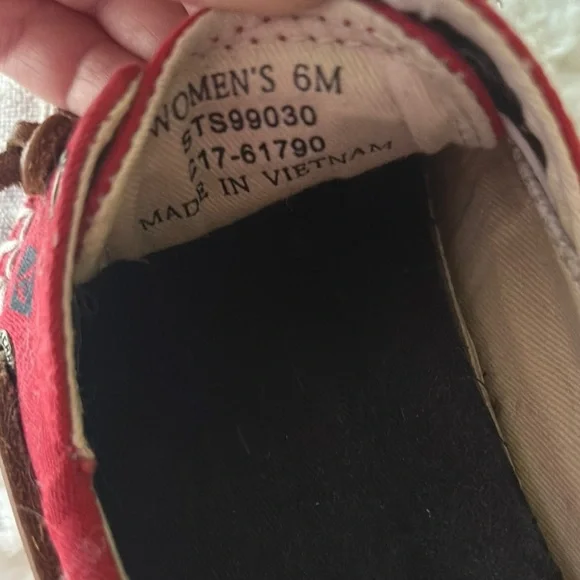 WOMEN'S 6M
STS99030
217-61790
MADE IN VIETNAM